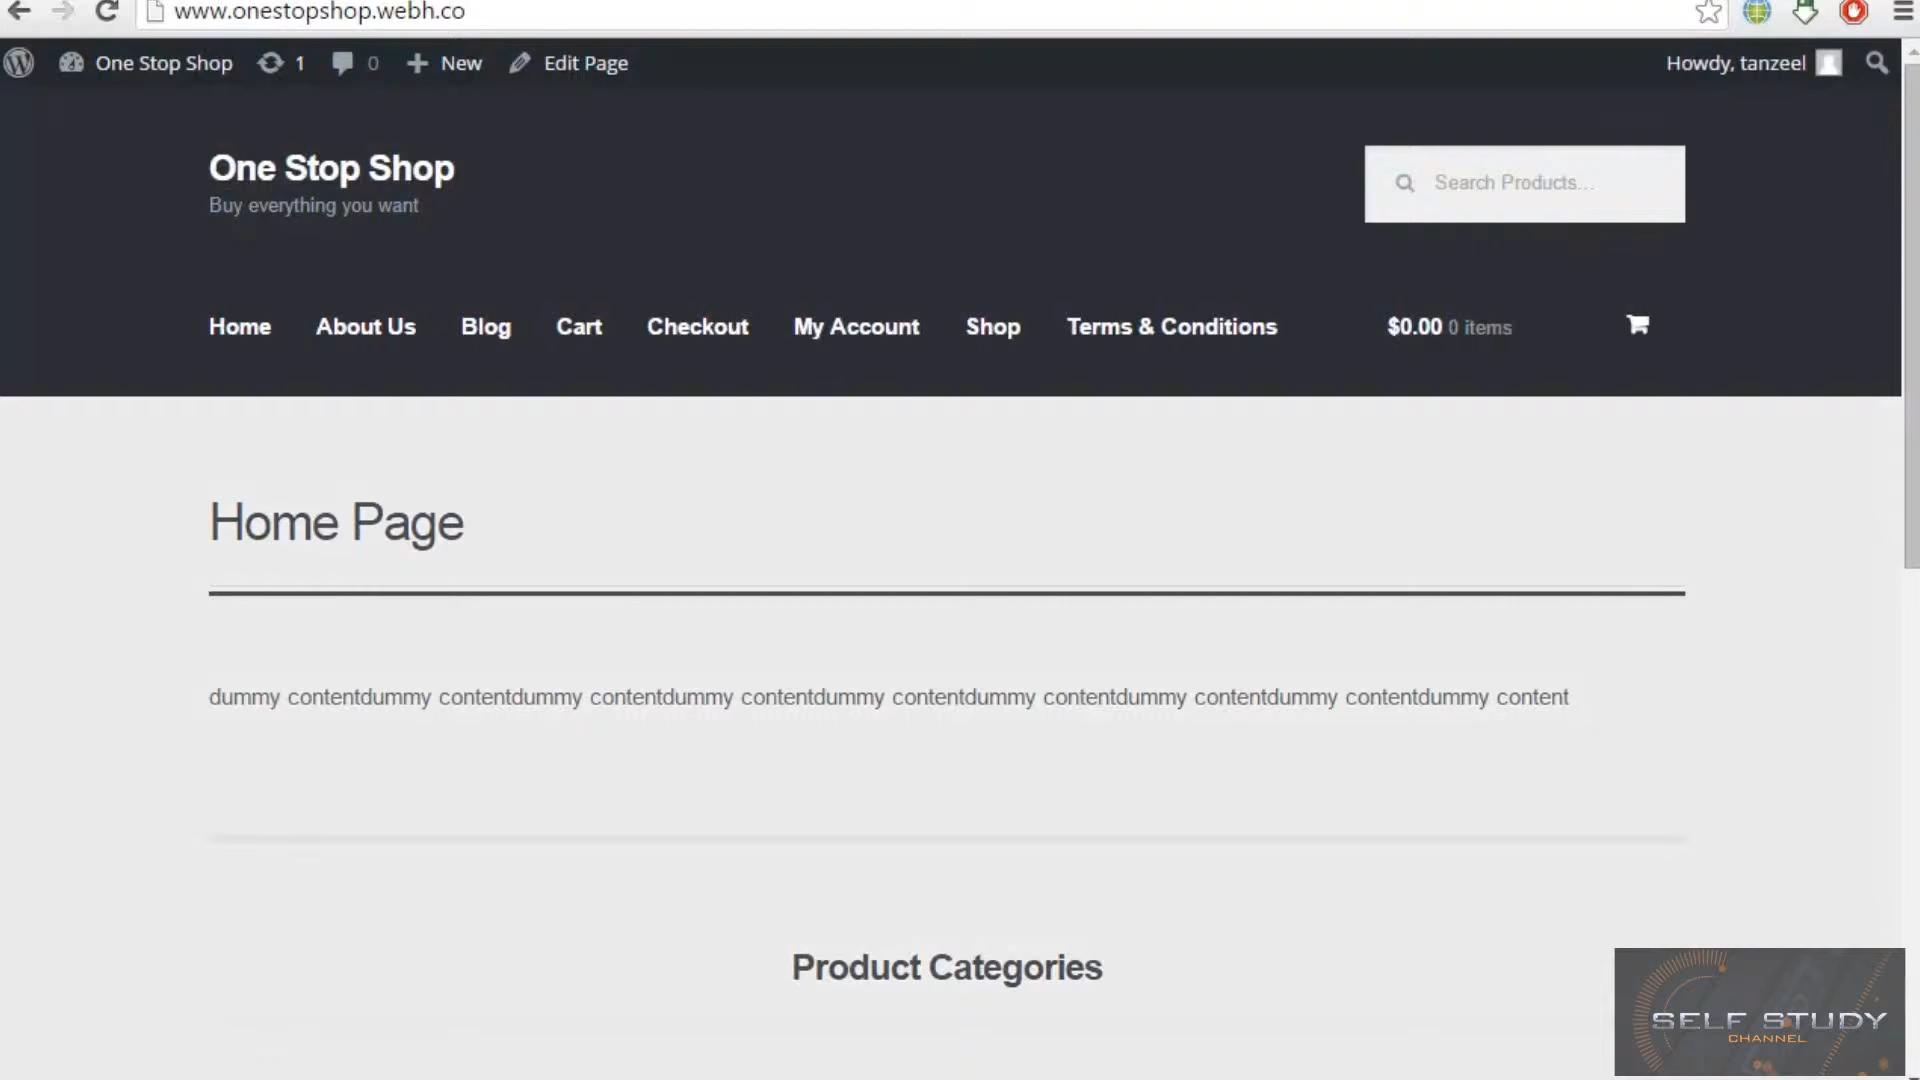 www.onestopshop.webh.co
One Stop Shop 1 0 New Edit Page Howdy, tanzeel
One Stop Shop
Buy everything you want
Search Products...
Home About Us Blog Cart Checkout My Account Shop Terms & Conditions $0.00 0 items
Home Page
dummy contentdummy contentdummy contentdummy contentdummy contentdummy contentdummy contentdummy contentdummy content
Product Categories
SELF STUDY
CHANNEL